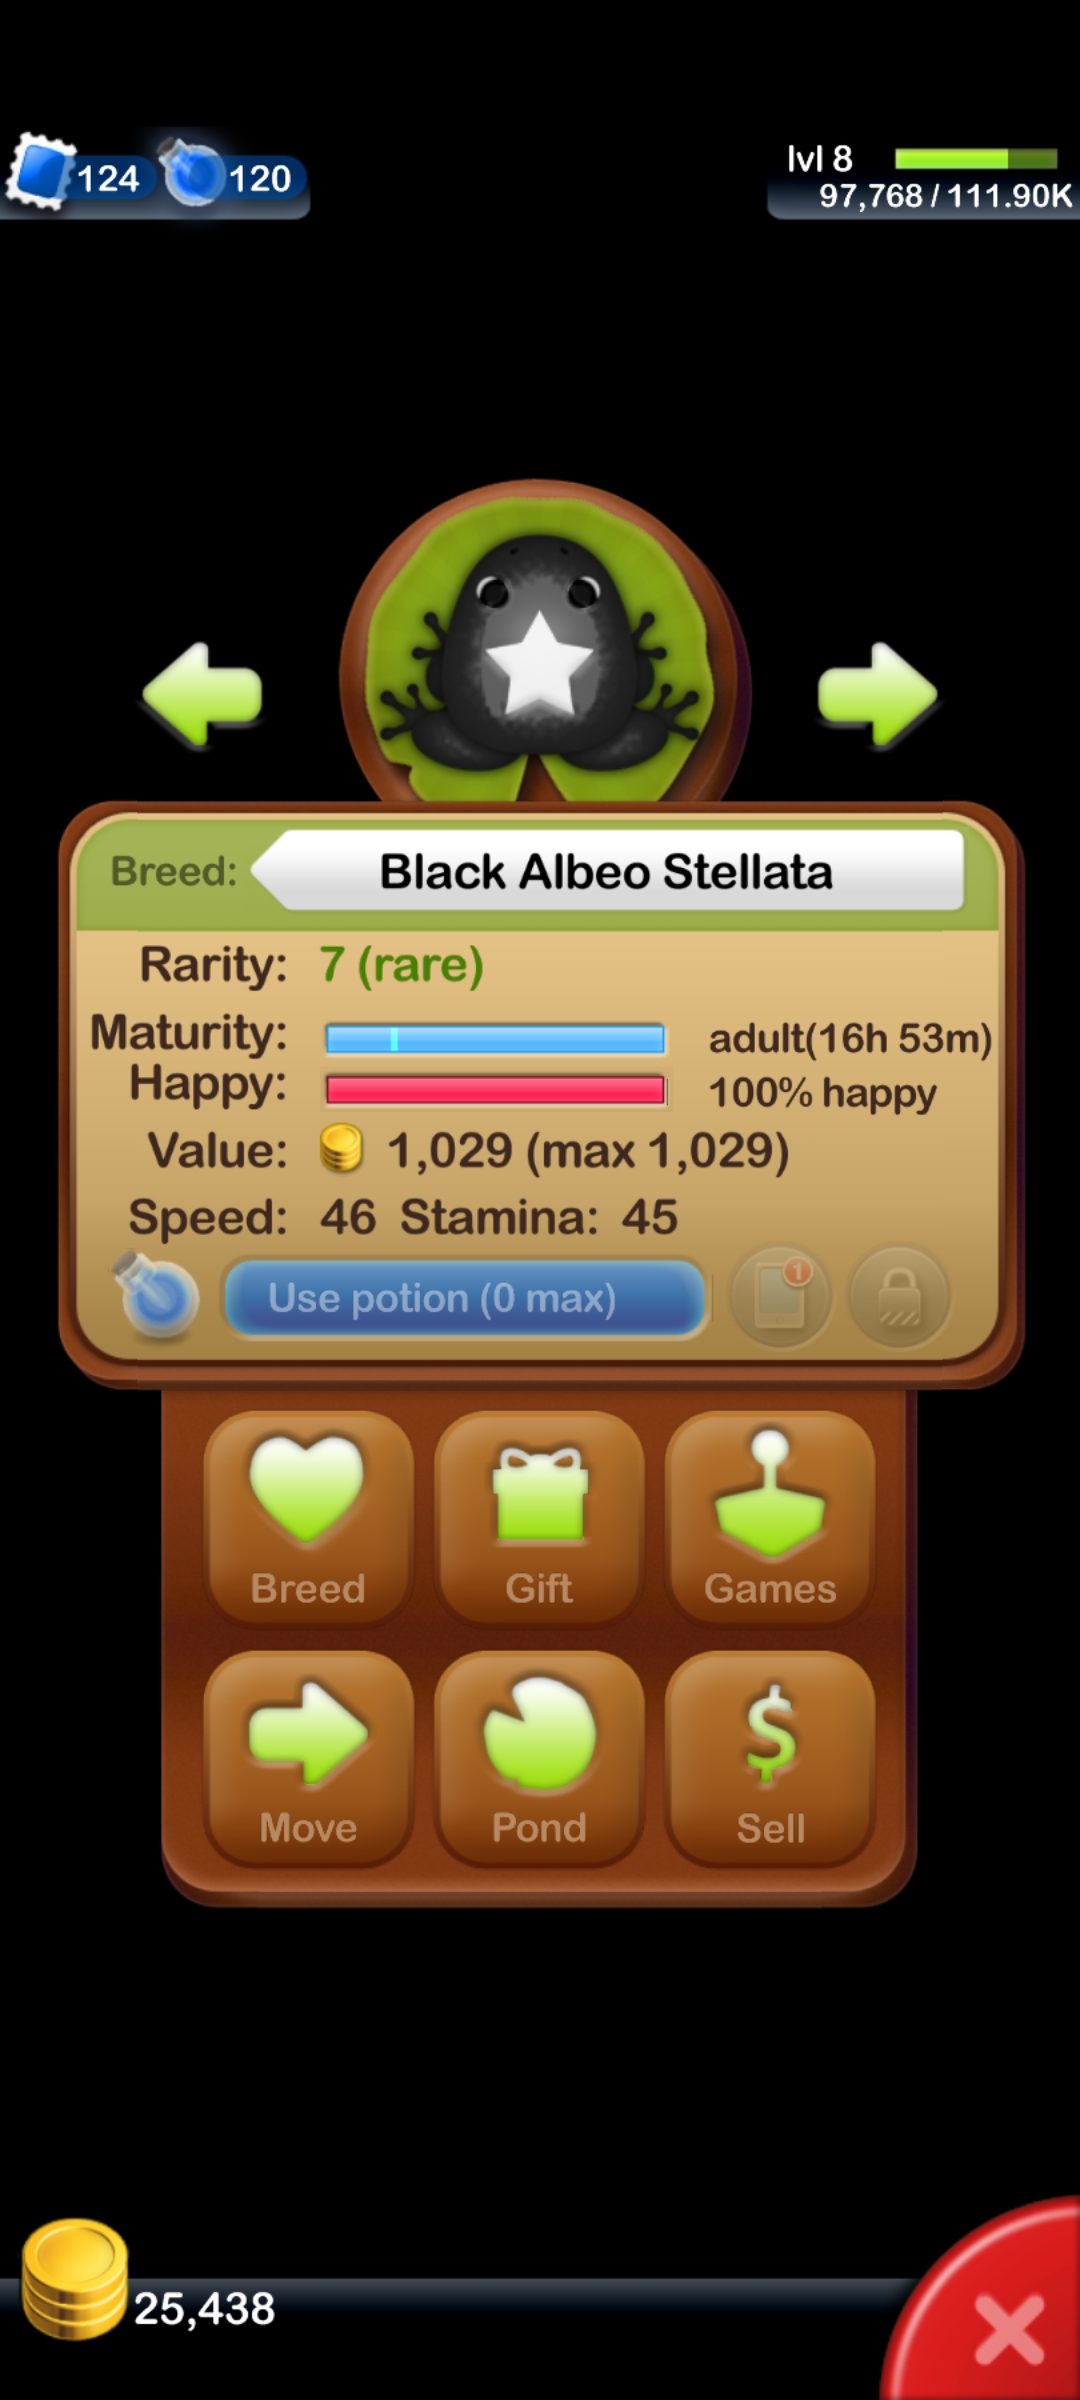 124 120
lvl 8
97,768 / 111.90K
Breed: Black Albeo Stellata
Rarity: 7 (rare)
Maturity: adult(16h 53m)
Happy: 100% happy
Value: 1,029 (max 1,029)
Speed: 46 Stamina: 45
Use potion (0 max) 1
Breed Gift Games
Move Pond Sell
25,438